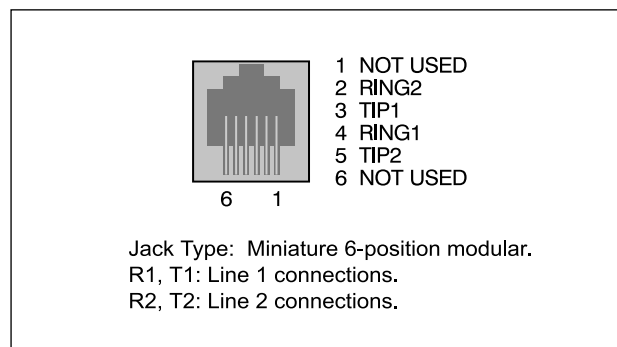 1 NOT USED
2 RING2
3 TIP1
4 RING1
5 TIP2
6 NOT USED
6 1
Jack Type: Miniature 6-position modular.
R1, T1: Line 1 connections.
R2, T2: Line 2 connections.